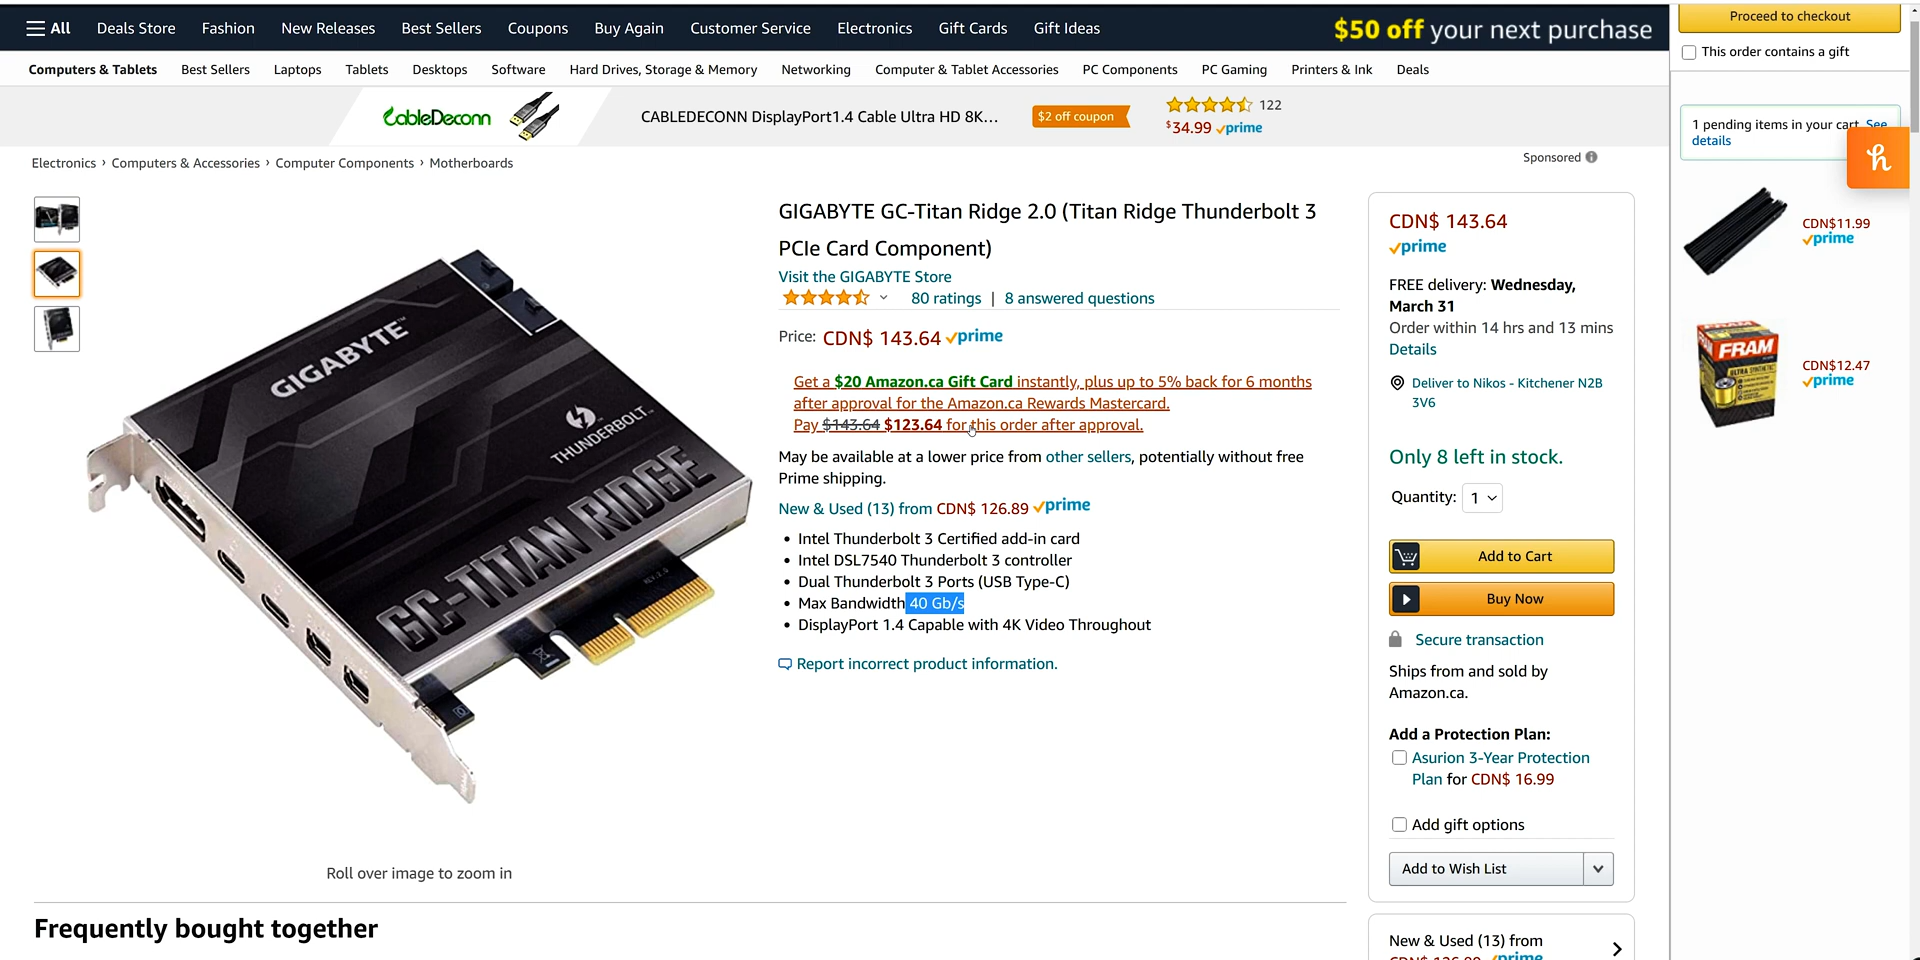 All
Deals Store
Fashion
New Releases
Best Sellers
Coupons
Buy Again
Customer Service
Electronics
Gift Cards
Gift Ideas
$50 off your next purchase
Computers & Tablets
Best Sellers
Laptops
Tablets
Desktops
Software
Hard Drives, Storage & Memory
Networking
Computer & Tablet Accessories
PC Components
PC Gaming
Printers & Ink
Deals
CableDeconn
CABLEDECONN DisplayPort1.4 Cable Ultra HD 8K...
$2 off coupon
122
$34.99 prime
Electronics › Computers & Accessories › Computer Components › Motherboards
Sponsored
GIGABYTE™
THUNDERBOLT™
GC-TITAN RIDGE
REV:2.0
Roll over image to zoom in
GIGABYTE GC-Titan Ridge 2.0 (Titan Ridge Thunderbolt 3
PCIe Card Component)
Visit the GIGABYTE Store
80 ratings | 8 answered questions
Price: CDN$ 143.64 prime
Get a $20 Amazon.ca Gift Card instantly, plus up to 5% back for 6 months
after approval for the Amazon.ca Rewards Mastercard.
Pay $143.64 $123.64 for this order after approval.
May be available at a lower price from other sellers, potentially without free
Prime shipping.
New & Used (13) from CDN$ 126.89 prime
• Intel Thunderbolt 3 Certified add-in card
• Intel DSL7540 Thunderbolt 3 controller
• Dual Thunderbolt 3 Ports (USB Type-C)
• Max Bandwidth 40 Gb/s
• DisplayPort 1.4 Capable with 4K Video Throughout
Report incorrect product information.
CDN$ 143.64
prime
FREE delivery: Wednesday,
March 31
Order within 14 hrs and 13 mins
Details
Deliver to Nikos - Kitchener N2B
3V6
Only 8 left in stock.
Quantity: 1
Add to Cart
Buy Now
Secure transaction
Ships from and sold by
Amazon.ca.
Add a Protection Plan:
Asurion 3-Year Protection
Plan for CDN$ 16.99
Add gift options
Add to Wish List
New & Used (13) from
CDN$ 126.89 prime
Frequently bought together
Proceed to checkout
This order contains a gift
1 pending items in your cart. See
details
h
CDN$11.99
prime
FRAM
ULTRA SYNTHETIC
CDN$12.47
prime